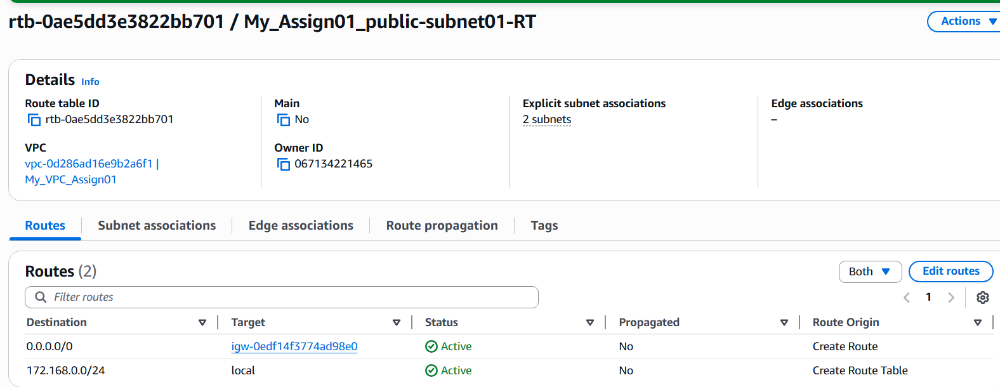 rtb-0ae5dd3e3822bb701 / My_Assign01_public-subnet01-RT
Actions
Details Info
Route table ID
rtb-0ae5dd3e3822bb701
Main
No
Explicit subnet associations
2 subnets
Edge associations
–
VPC
vpc-0d286ad16e9b2a6f1 |
My_VPC_Assign01
Owner ID
067134221465
Routes
Subnet associations
Edge associations
Route propagation
Tags
Routes (2)
Both
Edit routes
Filter routes
1
Destination Target Status Propagated Route Origin
0.0.0.0/0 igw-0edf14f3774ad98e0 Active No Create Route
172.168.0.0/24 local Active No Create Route Table